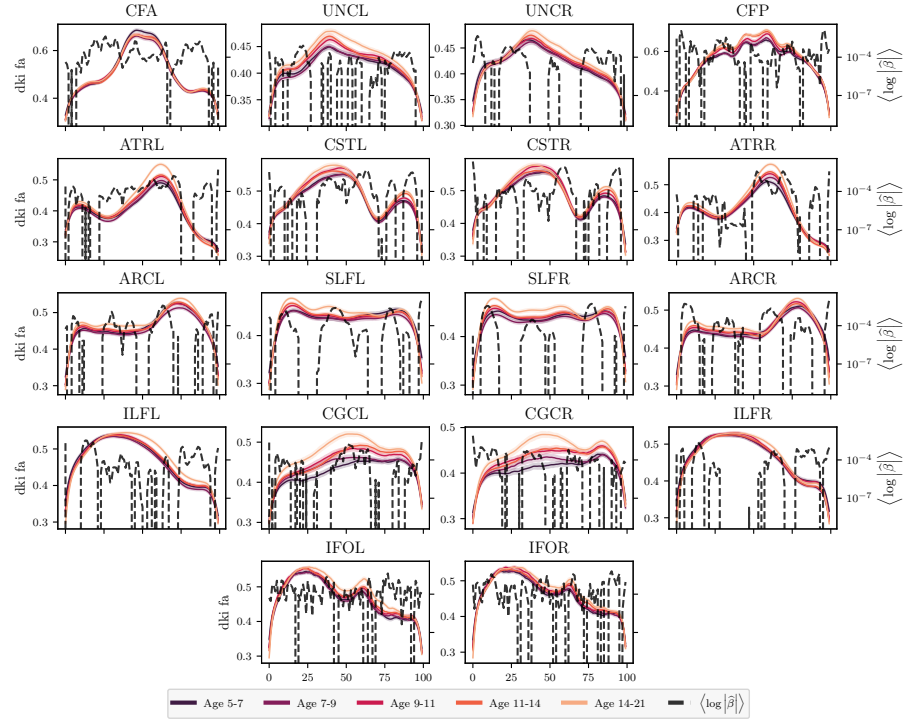 CFA UNCL UNCR CFP
dki fa 0.6 0.4 0.45 0.40 0.35 0.45 0.40 0.35 0.30 0.6 0.4 10⁻⁴ 10⁻⁷ ⟨log|β̂|⟩
ATRL CSTL CSTR ATRR
dki fa 0.5 0.4 0.3 0.5 0.4 0.3 0.5 0.4 0.3 0.5 0.4 0.3 10⁻⁴ 10⁻⁷ ⟨log|β̂|⟩
ARCL SLFL SLFR ARCR
dki fa 0.5 0.4 0.3 0.5 0.4 0.3 0.4 0.3 0.5 0.4 0.3 10⁻⁴ 10⁻⁷ ⟨log|β̂|⟩
ILFL CGCL CGCR ILFR
dki fa 0.5 0.4 0.3 0.5 0.4 0.3 0.5 0.4 0.3 0.5 0.4 0.3 10⁻⁴ 10⁻⁷ ⟨log|β̂|⟩
IFOL IFOR
dki fa 0.5 0.4 0.3 0.5 0.4 0.3
0 25 50 75 100 0 25 50 75 100
Age 5-7 Age 7-9 Age 9-11 Age 11-14 Age 14-21 ⟨log|β̂|⟩